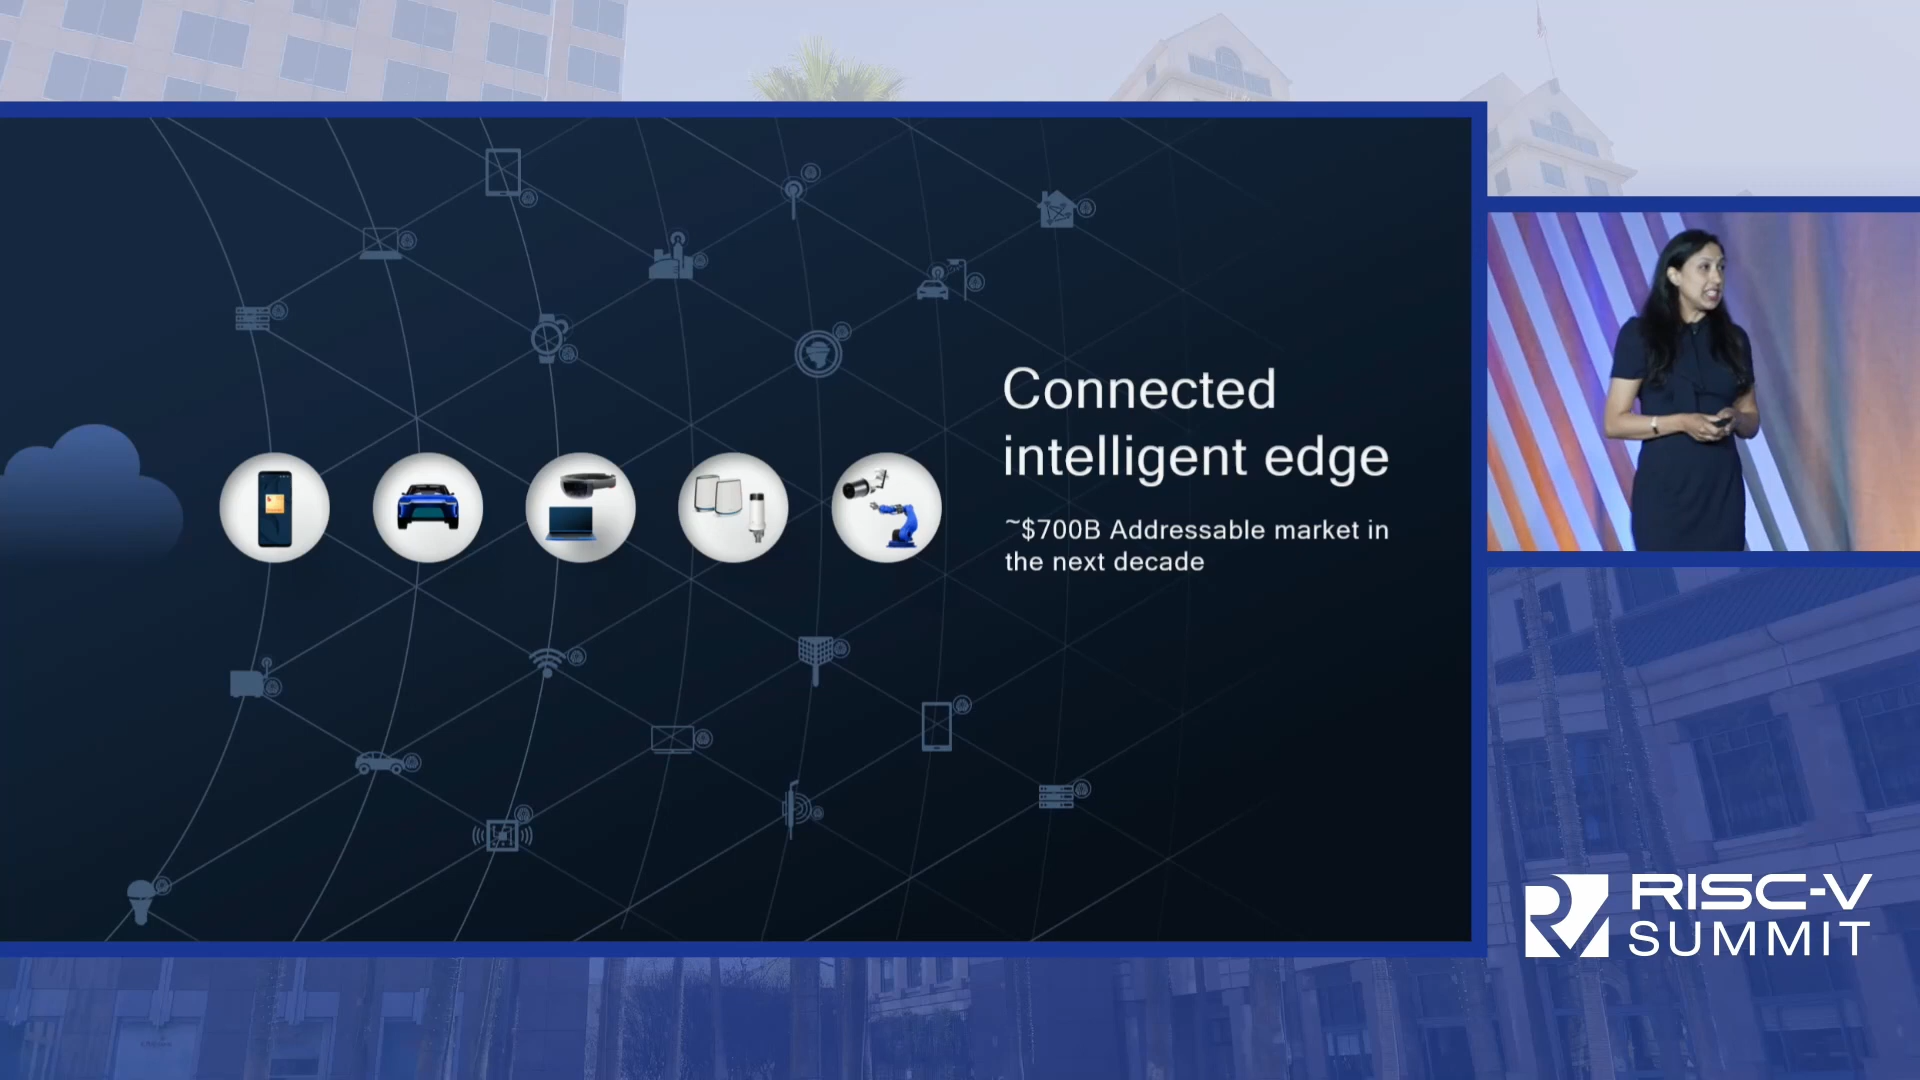 Connected
intelligent edge
~$700B Addressable market in
the next decade
RISC-V
SUMMIT